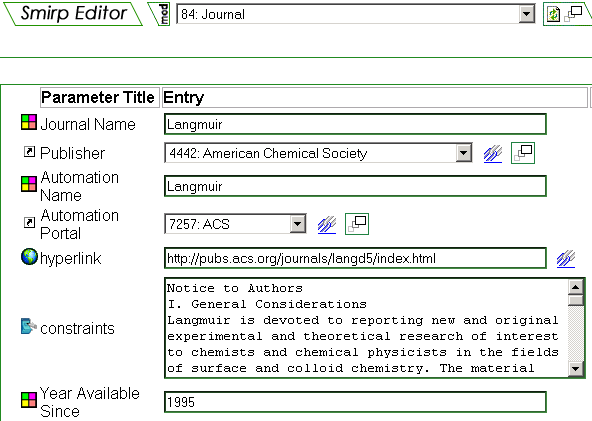 Smirp Editor mod 84: Journal
Parameter Title Entry
Journal Name Langmuir
Publisher 4442: American Chemical Society
Automation
Name Langmuir
Automation
Portal 7257: ACS
hyperlink http://pubs.acs.org/journals/langd5/index.html
constraints
Notice to Authors
I. General Considerations
Langmuir is devoted to reporting new and original
experimental and theoretical research of interest
to chemists and chemical physicists in the fields
of surface and colloid chemistry. The material
Year Available
Since 1995